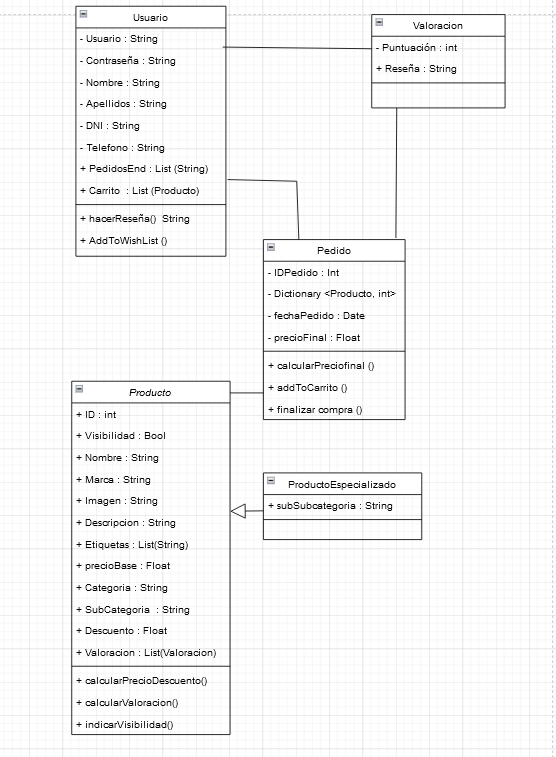 Usuario
- Usuario : String
- Contraseña : String
- Nombre : String
- Apellidos : String
- DNI : String
- Telefono : String
+ PedidosEnd : List (String)
+ Carrito : List (Producto)
+ hacerReseña() String
+ AddToWishList ()
Valoracion
- Puntuación : int
+ Reseña : String
Pedido
- IDPedido : Int
- Dictionary <Producto, int>
- fechaPedido : Date
- precioFinal : Float
+ calcularPreciofinal ()
+ addToCarrito ()
+ finalizar compra ()
Producto
+ ID : int
+ Visibilidad : Bool
+ Nombre : String
+ Marca : String
+ Imagen : String
+ Descripcion : String
+ Etiquetas : List(String)
+ precioBase : Float
+ Categoria : String
+ SubCategoria : String
+ Descuento : Float
+ Valoracion : List(Valoracion)
+ calcularPrecioDescuento()
+ calcularValoracion()
+ indicarVisibilidad()
ProductoEspecializado
+ subSubcategoria : String